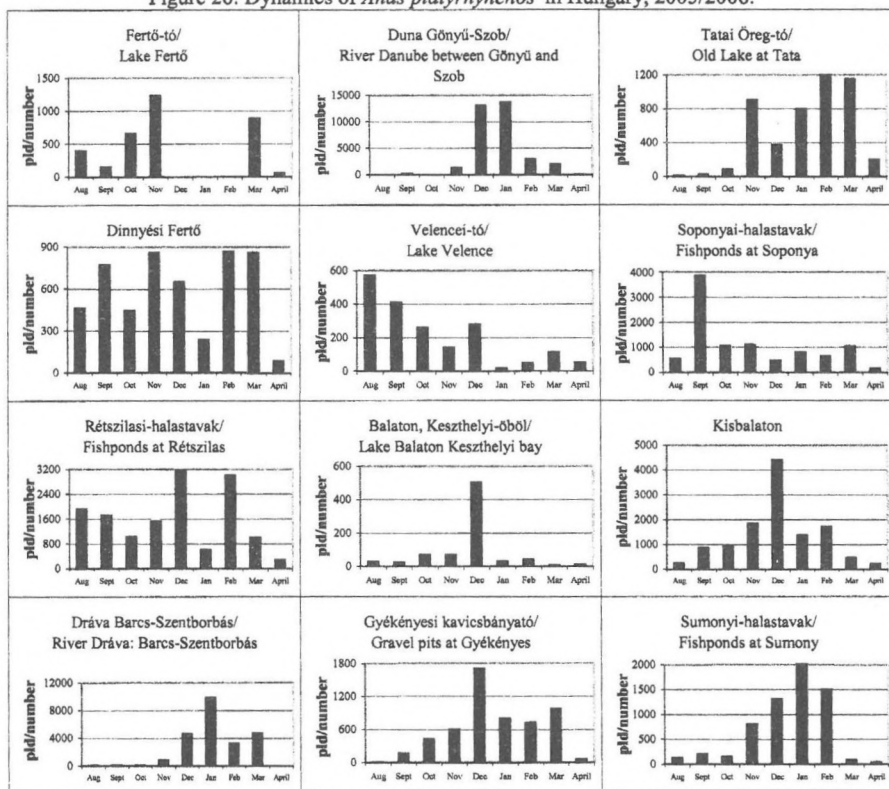 Figure 20: Dynamics of Anas platyrhynchos in Hungary, 2005/2006.
Fertő-tó/
Lake Fertő
pld/number
1500
1000
500
0
Aug Sept Oct Nov Dec Jan Feb Mar April
Duna Gönyű-Szob/
River Danube between Gönyű and
Szob
pld/number
15000
10000
5000
0
Aug Sept Oct Nov Dec Jan Feb Mar April
Tatai Öreg-tó/
Old Lake at Tata
pld/number
1200
800
400
0
Aug Sept Oct Nov Dec Jan Feb Mar April
Dinnyési Fertő
pld/number
900
600
300
0
Aug Sept Oct Nov Dec Jan Feb Mar April
Velencei-tó/
Lake Velence
pld/number
600
400
200
0
Aug Sept Oct Nov Dec Jan Feb Mar April
Soponyai-halastavak/
Fishponds at Soponya
pld/number
4000
3000
2000
1000
0
Aug Sept Oct Nov Dec Jan Feb Mar April
Rétszilasi-halastavak/
Fishponds at Rétszilas
pld/number
3200
2400
1600
800
0
Aug Sept Oct Nov Dec Jan Feb Mar April
Balaton, Keszthelyi-öböl/
Lake Balaton Keszthelyi bay
pld/number
600
400
200
0
Aug Sept Oct Nov Dec Jan Feb Mar April
Kisbalaton
pld/number
5000
4000
3000
2000
1000
0
Aug Sept Oct Nov Dec Jan Feb Mar April
Dráva Barcs-Szentborbás/
River Dráva: Barcs-Szentborbás
pld/number
12000
8000
4000
0
Aug Sept Oct Nov Dec Jan Feb Mar April
Gyékényesi kavicsbányató/
Gravel pits at Gyékényes
pld/number
1800
1200
600
0
Aug Sept Oct Nov Dec Jan Feb Mar April
Sumonyi-halastavak/
Fishponds at Sumony
pld/number
2000
1500
1000
500
0
Aug Sept Oct Nov Dec Jan Feb Mar April